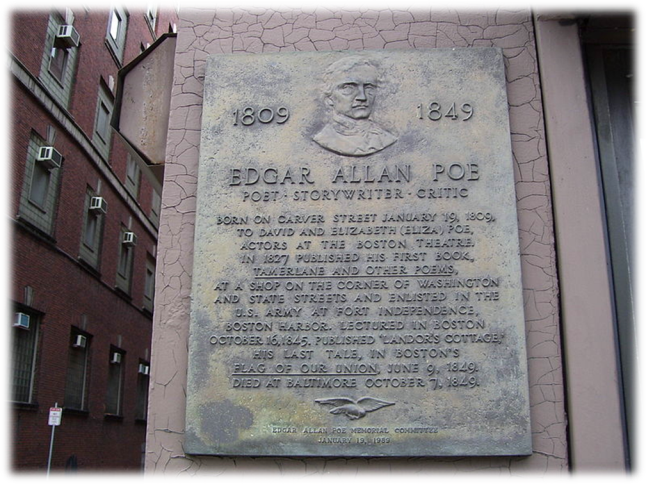 1809 1849
EDGAR ALLAN POE
POET · STORYWRITER · CRITIC
BORN ON CARVER STREET JANUARY 19, 1809,
TO DAVID AND ELIZABETH (ELIZA) POE,
ACTORS AT THE BOSTON THEATRE.
IN 1827 PUBLISHED HIS FIRST BOOK,
TAMERLANE AND OTHER POEMS,
AT A SHOP ON THE CORNER OF WASHINGTON
AND STATE STREETS AND ENLISTED IN THE
U.S. ARMY AT FORT INDEPENDENCE,
BOSTON HARBOR. LECTURED IN BOSTON
OCTOBER 16, 1845. PUBLISHED "LANDOR'S COTTAGE,"
HIS LAST TALE, IN BOSTON'S
FLAG OF OUR UNION, JUNE 9, 1849.
DIED AT BALTIMORE OCTOBER 7, 1849.
EDGAR ALLAN POE MEMORIAL COMMITTEE
JANUARY 19, 1989